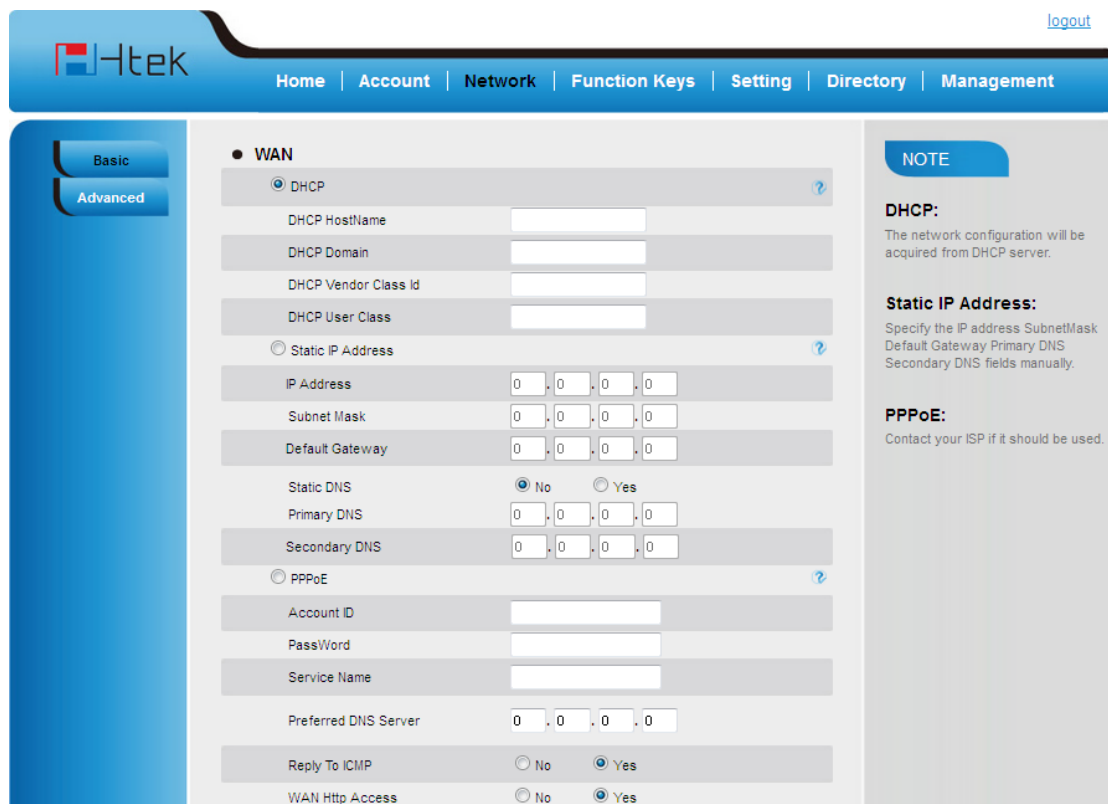 logout
Htek
Home | Account | Network | Function Keys | Setting | Directory | Management
Basic
Advanced
WAN
DHCP
DHCP HostName
DHCP Domain
DHCP Vendor Class Id
DHCP User Class
Static IP Address
IP Address 0 . 0 . 0 . 0
Subnet Mask 0 . 0 . 0 . 0
Default Gateway 0 . 0 . 0 . 0
Static DNS No Yes
Primary DNS 0 . 0 . 0 . 0
Secondary DNS 0 . 0 . 0 . 0
PPPoE
Account ID
PassWord
Service Name
Preferred DNS Server 0 . 0 . 0 . 0
Reply To ICMP No Yes
WAN Http Access No Yes
NOTE
DHCP:
The network configuration will be
acquired from DHCP server.
Static IP Address:
Specify the IP address SubnetMask
Default Gateway Primary DNS
Secondary DNS fields manually.
PPPoE:
Contact your ISP if it should be used.